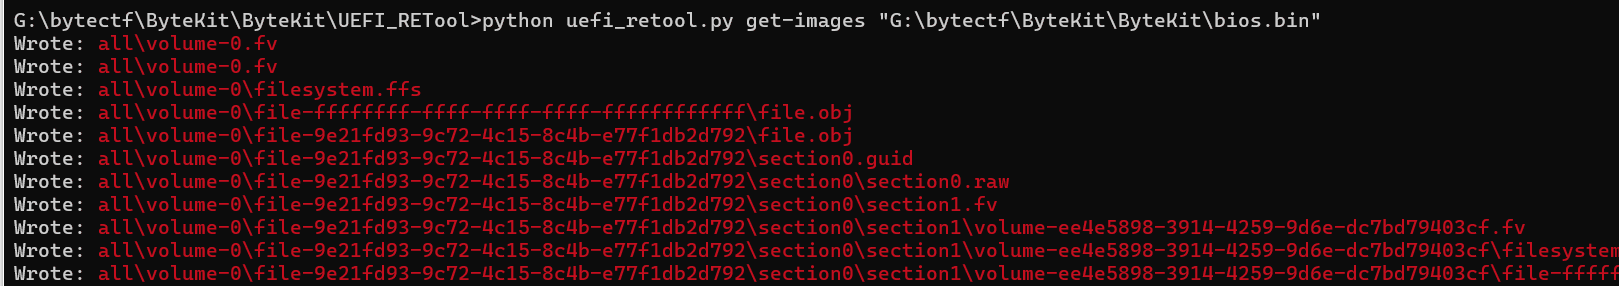 G:\bytectf\ByteKit\ByteKit\UEFI_RETool>python uefi_retool.py get-images "G:\bytectf\ByteKit\ByteKit\bios.bin"
Wrote: all\volume-0.fv
Wrote: all\volume-0.fv
Wrote: all\volume-0\filesystem.ffs
Wrote: all\volume-0\file-ffffffff-ffff-ffff-ffff-ffffffffffff\file.obj
Wrote: all\volume-0\file-9e21fd93-9c72-4c15-8c4b-e77f1db2d792\file.obj
Wrote: all\volume-0\file-9e21fd93-9c72-4c15-8c4b-e77f1db2d792\section0.guid
Wrote: all\volume-0\file-9e21fd93-9c72-4c15-8c4b-e77f1db2d792\section0\section0.raw
Wrote: all\volume-0\file-9e21fd93-9c72-4c15-8c4b-e77f1db2d792\section0\section1.fv
Wrote: all\volume-0\file-9e21fd93-9c72-4c15-8c4b-e77f1db2d792\section0\section1\volume-ee4e5898-3914-4259-9d6e-dc7bd79403cf.fv
Wrote: all\volume-0\file-9e21fd93-9c72-4c15-8c4b-e77f1db2d792\section0\section1\volume-ee4e5898-3914-4259-9d6e-dc7bd79403cf\filesystem
Wrote: all\volume-0\file-9e21fd93-9c72-4c15-8c4b-e77f1db2d792\section0\section1\volume-ee4e5898-3914-4259-9d6e-dc7bd79403cf\file-fffff